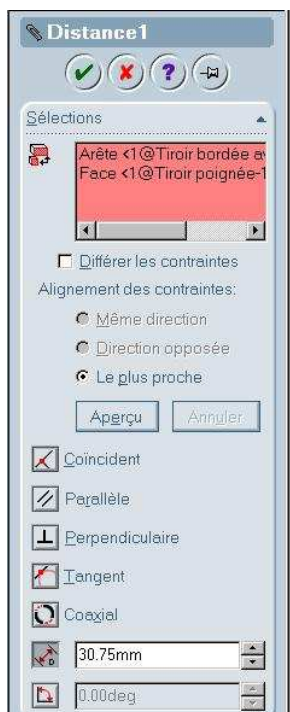 Distance1
Sélections
Arête <1@Tiroir bordée
Face <1@Tiroir poignée-1
Différer les contraintes
Alignement des contraintes:
Même direction
Direction opposée
Le plus proche
Aperçu Annuler
Coïncident
Parallèle
Perpendiculaire
Tangent
Coaxial
30.75mm
0.00deg